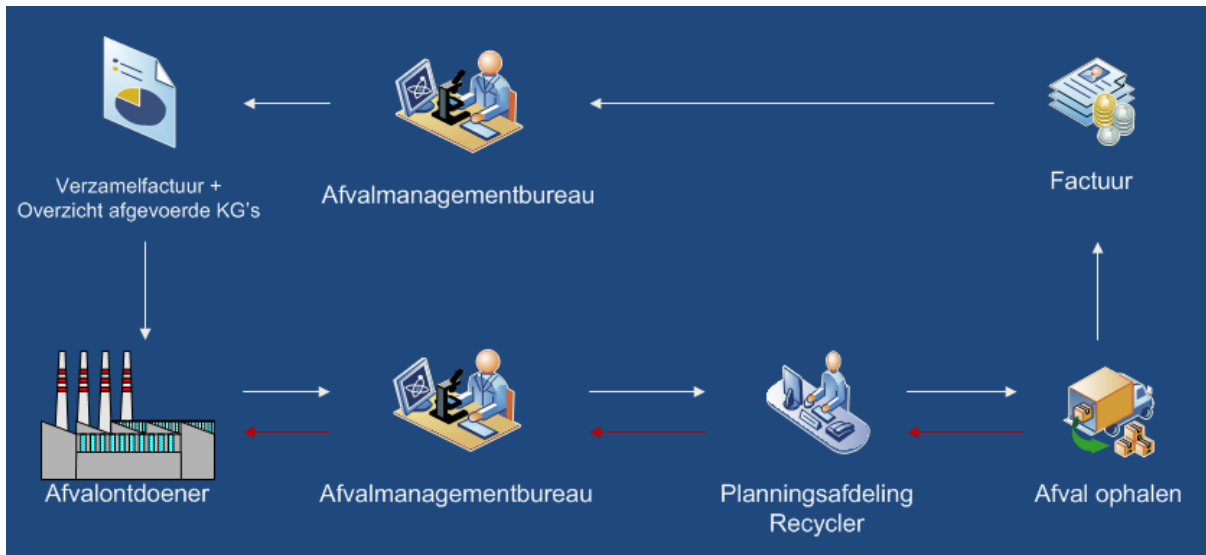 Verzamelfactuur +
Overzicht afgevoerde KG's
Afvalmanagementbureau
Factuur
Afvalontdoener
Afvalmanagementbureau
Planningsafdeling
Recycler
Afval ophalen